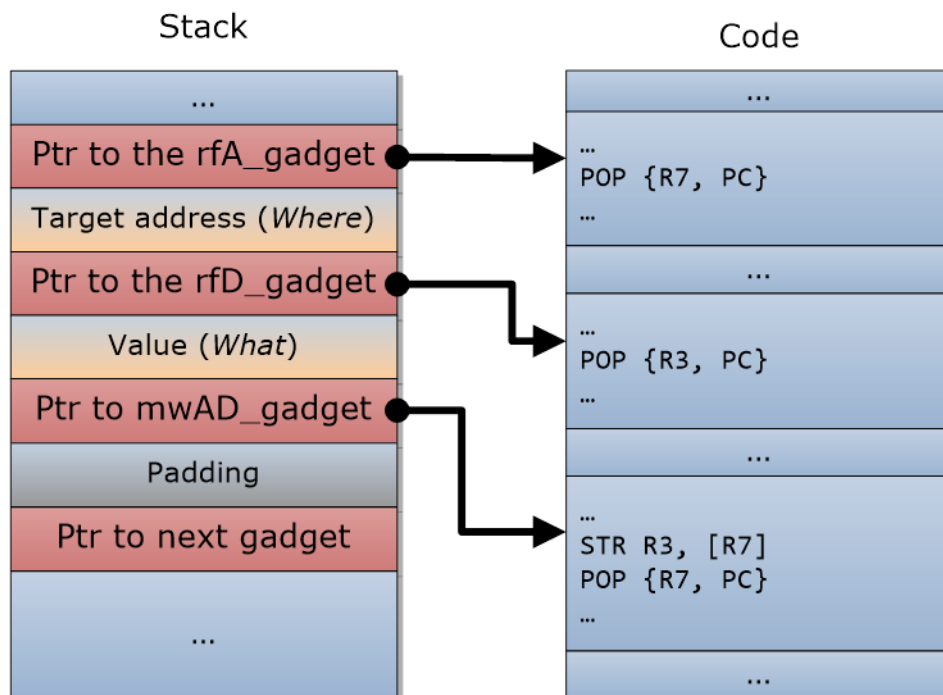 Stack
...
Ptr to the rfA_gadget
Target address (Where)
Ptr to the rfD_gadget
Value (What)
Ptr to mwAD_gadget
Padding
Ptr to next gadget
...
Code
...
…
POP {R7, PC}
…
...
…
POP {R3, PC}
…
...
…
STR R3, [R7]
POP {R7, PC}
…
...